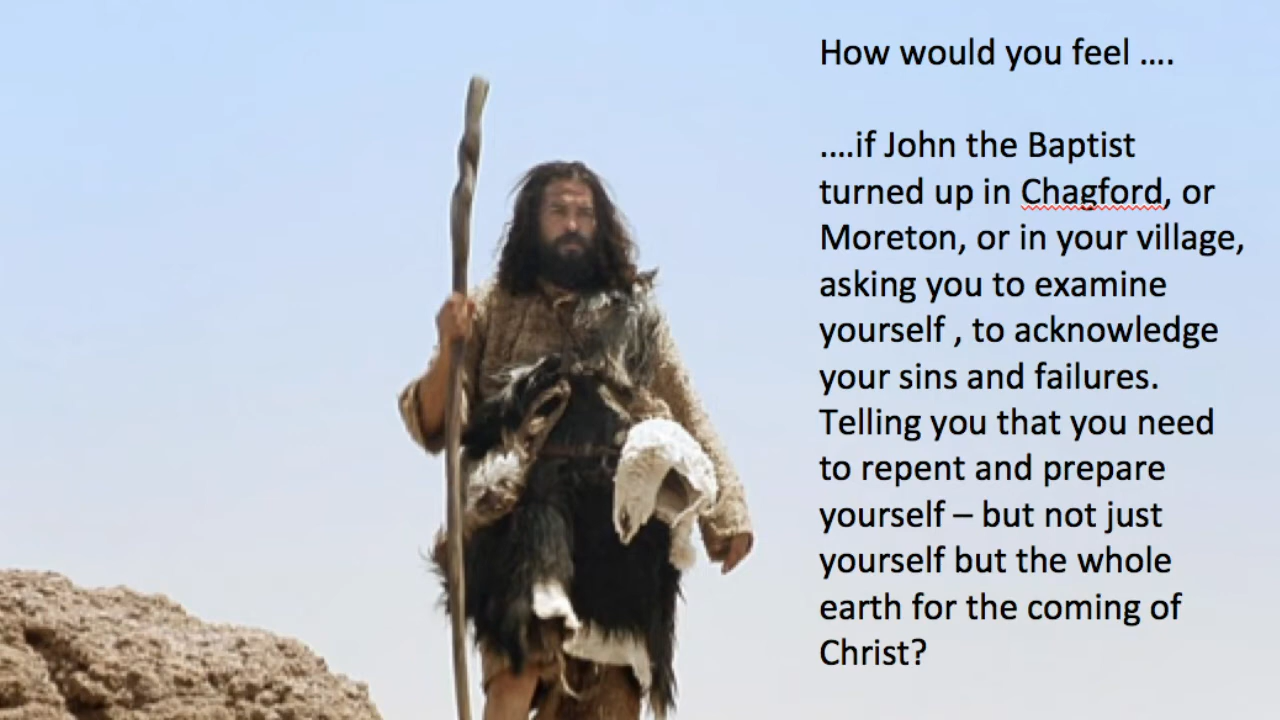 How would you feel ....
....if John the Baptist
turned up in Chagford, or
Moreton, or in your village,
asking you to examine
yourself , to acknowledge
your sins and failures.
Telling you that you need
to repent and prepare
yourself – but not just
yourself but the whole
earth for the coming of
Christ?